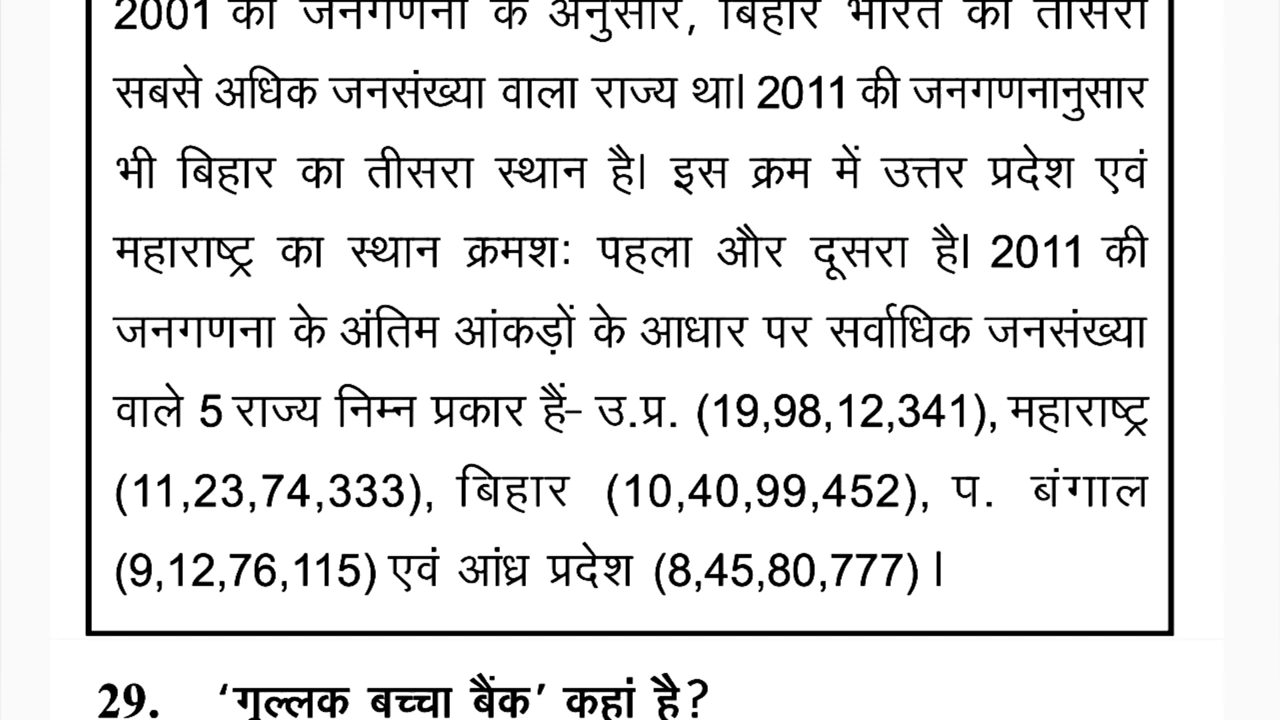 2001 की जनगणना के अनुसार, बिहार भारत का तीसरा
सबसे अधिक जनसंख्या वाला राज्य था। 2011 की जनगणनानुसार
भी बिहार का तीसरा स्थान है। इस क्रम में उत्तर प्रदेश एवं
महाराष्ट्र का स्थान क्रमशः पहला और दूसरा है। 2011 की
जनगणना के अंतिम आंकड़ों के आधार पर सर्वाधिक जनसंख्या
वाले 5 राज्य निम्न प्रकार हैं- उ.प्र. (19,98,12,341), महाराष्ट्र
(11,23,74,333), बिहार (10,40,99,452), प. बंगाल
(9,12,76,115) एवं आंध्र प्रदेश (8,45,80,777) ।
29. ‘गुल्लक बच्चा बैंक’ कहां है?